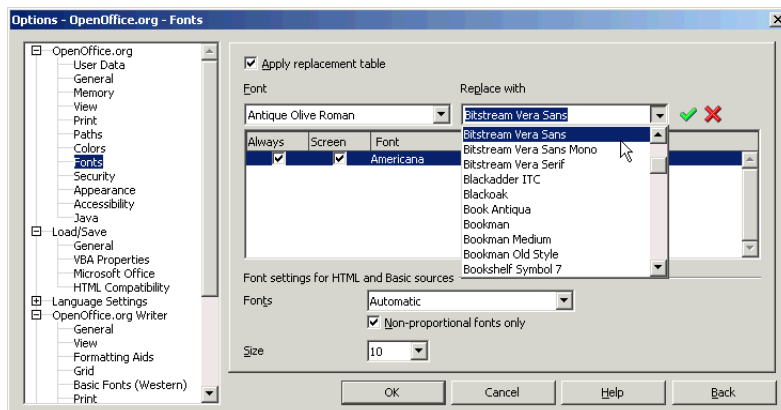 Options - OpenOffice.org - Fonts
OpenOffice.org
User Data
General
Memory
View
Print
Paths
Colors
Fonts
Security
Appearance
Accessibility
Java
Load/Save
General
VBA Properties
Microsoft Office
HTML Compatibility
Language Settings
OpenOffice.org Writer
General
View
Formatting Aids
Grid
Basic Fonts (Western)
Print
Apply replacement table
Font
Replace with
Antique Olive Roman
Bitstream Vera Sans
Always Screen Font
Americana
Bitstream Vera Sans
Bitstream Vera Sans Mono
Bitstream Vera Serif
Blackadder ITC
Blackoak
Book Antiqua
Bookman
Bookman Medium
Bookman Old Style
Bookshelf Symbol 7
Font settings for HTML and Basic sources
Fonts
Automatic
Non-proportional fonts only
Size
10
OK
Cancel
Help
Back